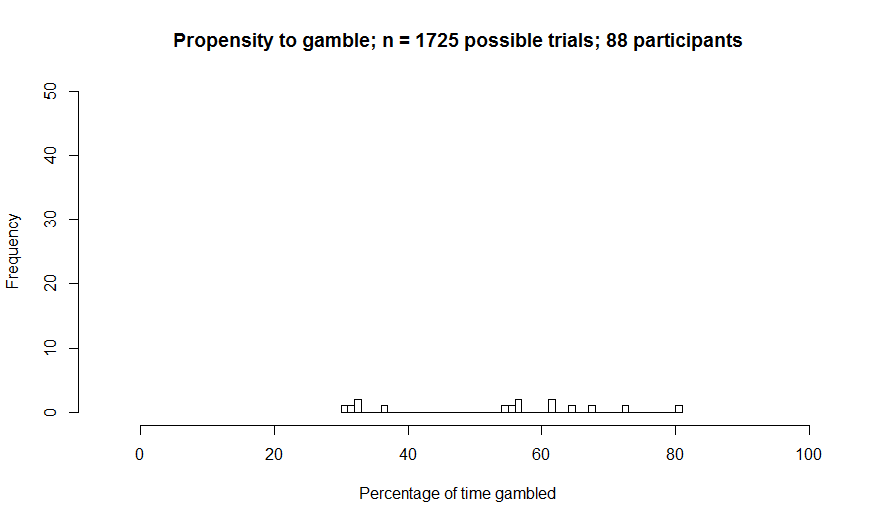 Propensity to gamble; n = 1725 possible trials; 88 participants
50
40
30
20
10
0
Frequency
0 20 40 60 80 100
Percentage of time gambled